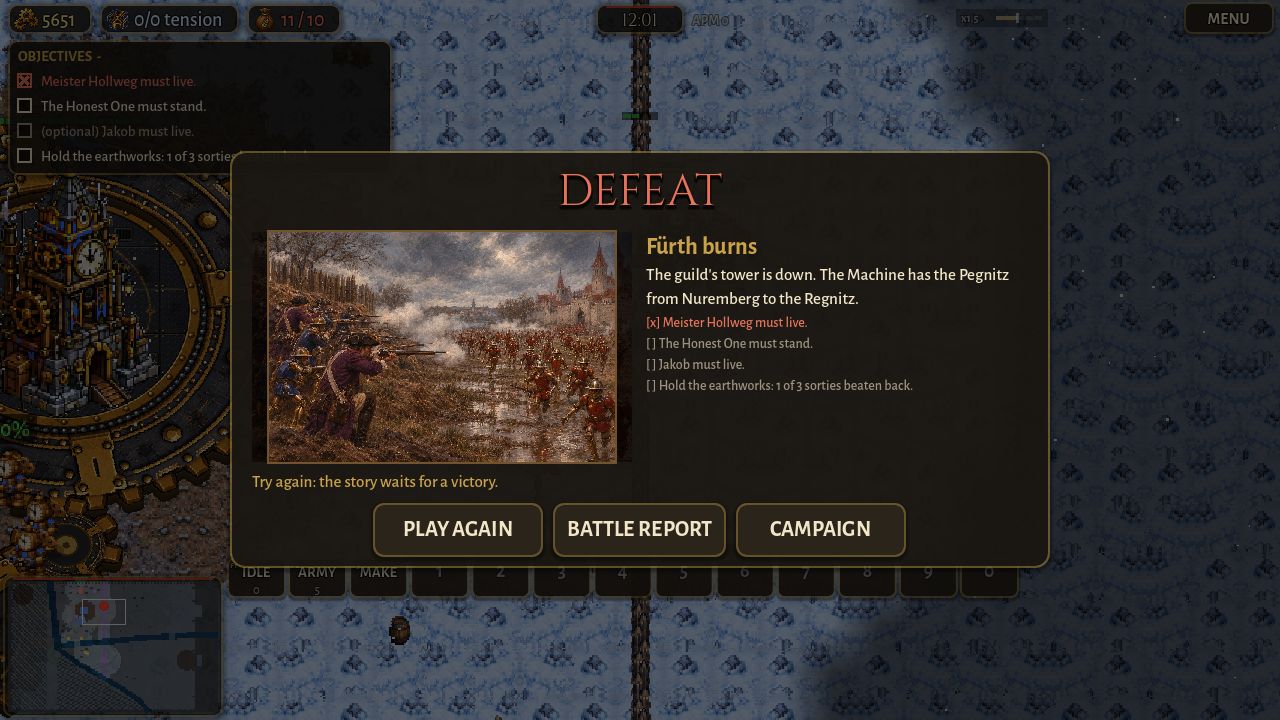 5651
0/0 tension
11 / 10
12:01
APM 0
x1.5
MENU
OBJECTIVES -
Meister Hollweg must live.
The Honest One must stand.
(optional) Jakob must live.
Hold the earthworks: 1 of 3 sorties
DEFEAT
Fürth burns
The guild's tower is down. The Machine has the Pegnitz
from Nuremberg to the Regnitz.
[x] Meister Hollweg must live.
[ ] The Honest One must stand.
[ ] Jakob must live.
[ ] Hold the earthworks: 1 of 3 sorties beaten back.
0%
Try again: the story waits for a victory.
PLAY AGAIN
BATTLE REPORT
CAMPAIGN
IDLE
0
ARMY
5
MAKE
1
2
3
4
5
6
7
8
9
0